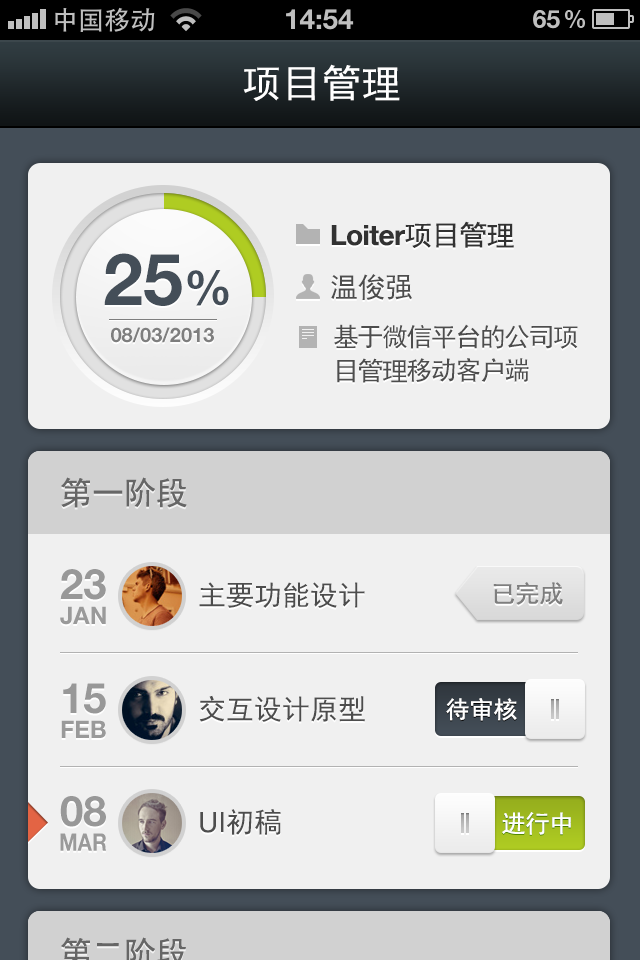 中国移动 14:54 65%
项目管理
25%
08/03/2013
Loiter项目管理
温俊强
基于微信平台的公司项
目管理移动客户端
第一阶段
23
JAN
主要功能设计
已完成
15
FEB
交互设计原型
待审核
08
MAR
UI初稿
进行中
第二阶段